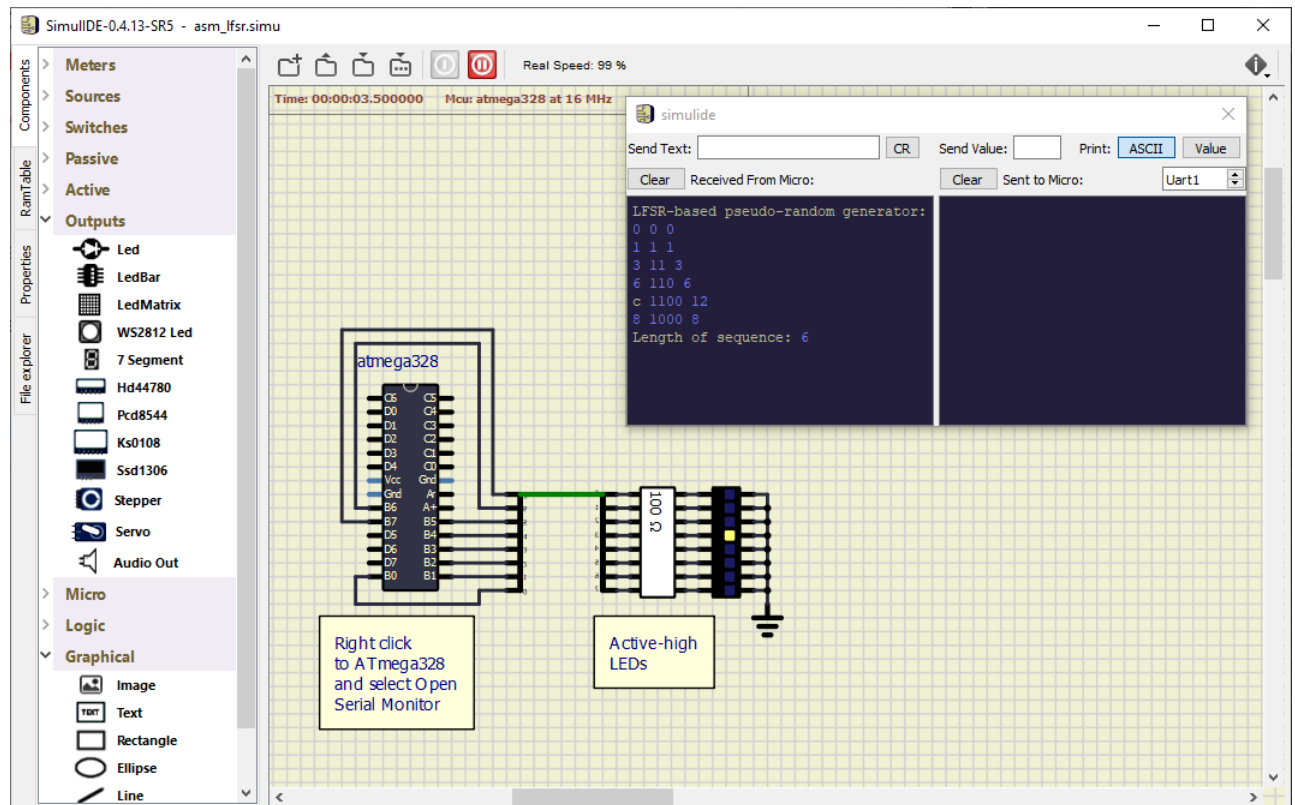 SimulIDE-0.4.13-SR5 - asm_lfsr.simu
Components
RamTable
Properties
File explorer
Meters
Sources
Switches
Passive
Active
Outputs
Led
LedBar
LedMatrix
WS2812 Led
7 Segment
Hd44780
Pcd8544
Ks0108
Ssd1306
Stepper
Servo
Audio Out
Micro
Logic
Graphical
Image
TEXT Text
Rectangle
Ellipse
Line
Real Speed: 99 %
Time: 00:00:03.500000 Mcu: atmega328 at 16 MHz
simulide
Send Text: CR Send Value: Print: ASCII Value
Clear Received From Micro: Clear Sent to Micro: Uart1
LFSR-based pseudo-random generator:
0 0 0
1 1 1
3 11 3
6 110 6
c 1100 12
8 1000 8
Length of sequence: 6
atmega328
C6 C5
D0 C4
D1 C3
D2 C2
D3 C1
D4 C0
Vcc Gnd
Gnd Ar
B6 A+
B7 B5
D5 B4
D6 B3
D7 B2
B0 B1
100 Ω
Right click
to ATmega328
and select Open
Serial Monitor
Active-high
LEDs